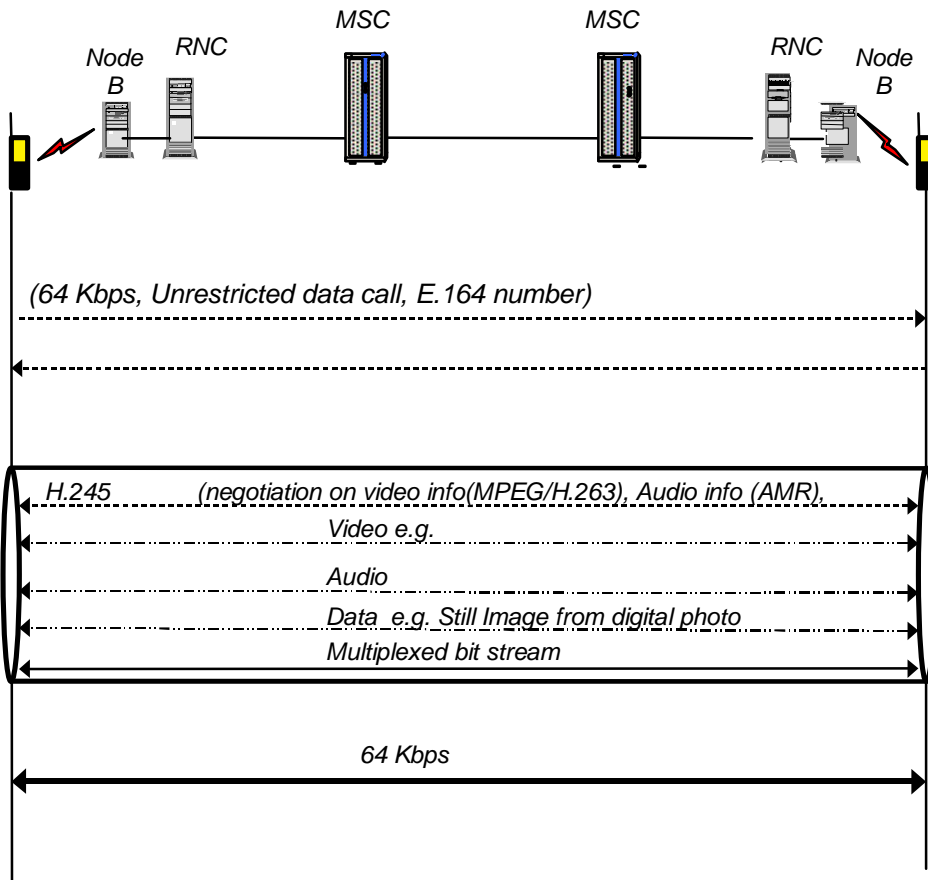 MSC
MSC
RNC
RNC
Node
B
Node
B
(64 Kbps, Unrestricted data call, E.164 number)
H.245 (negotiation on video info(MPEG/H.263), Audio info (AMR),
Video e.g.
Audio
Data e.g. Still Image from digital photo
Multiplexed bit stream
64 Kbps